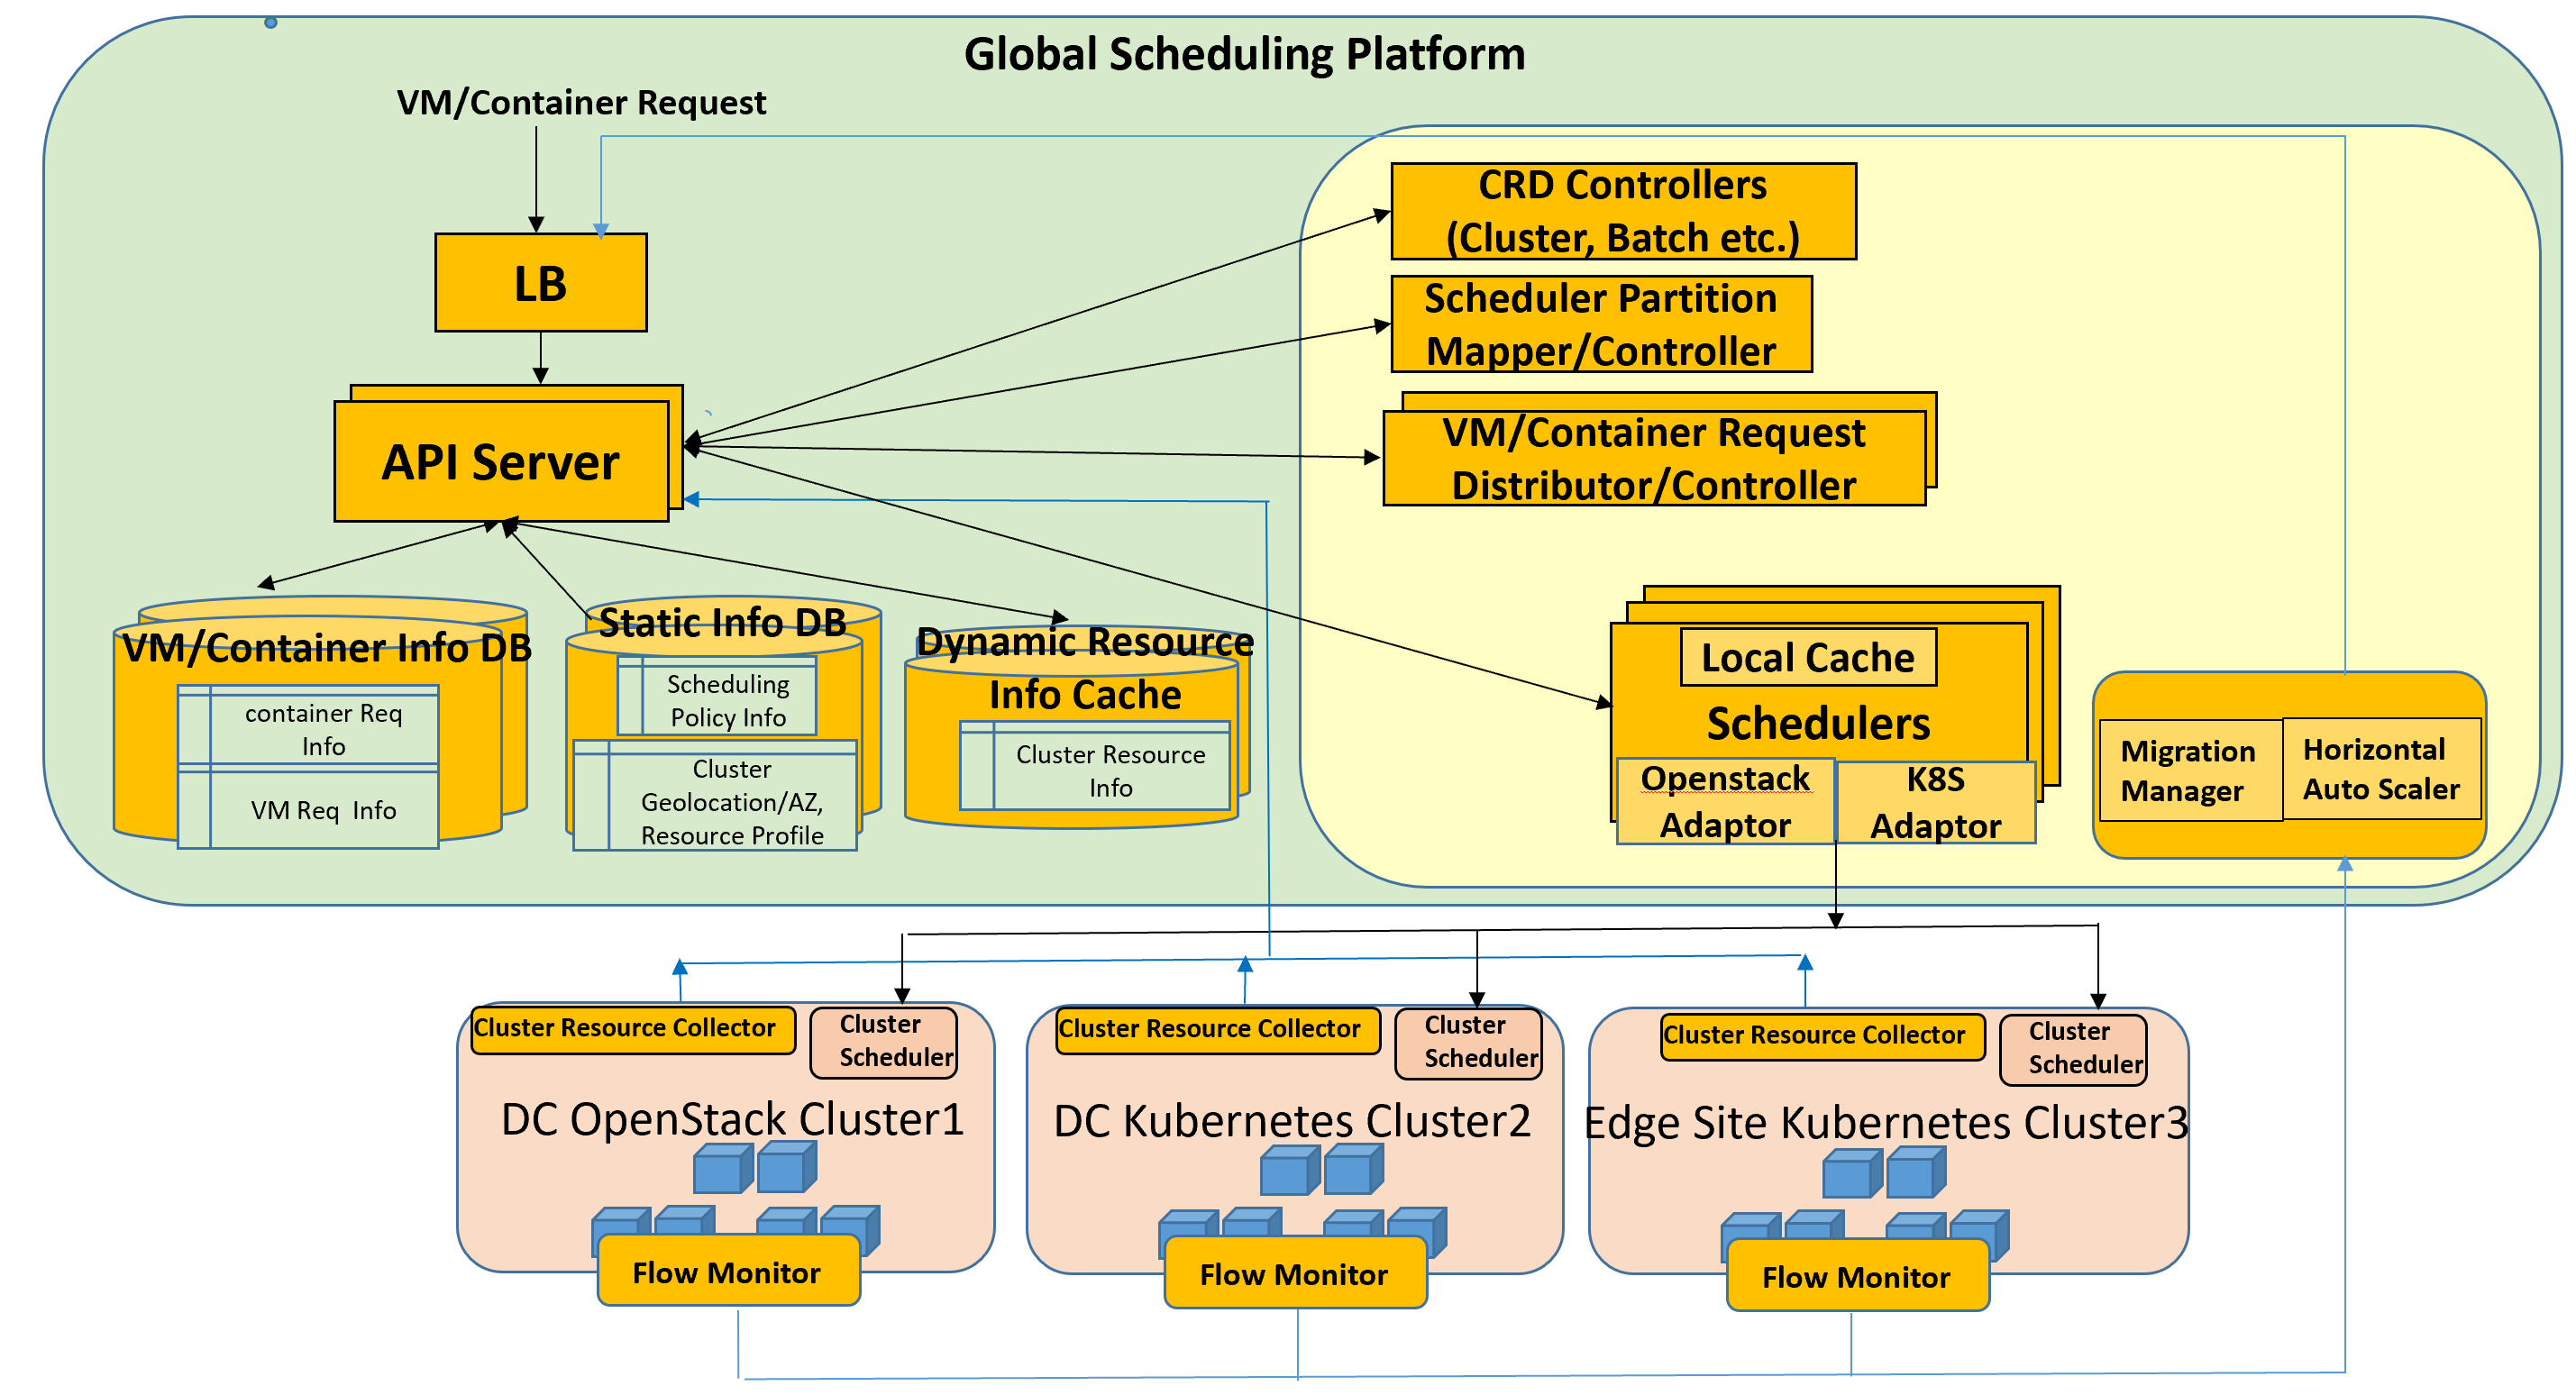 Global Scheduling Platform
VM/Container Request
LB
API Server
CRD Controllers
(Cluster, Batch etc.)
Scheduler Partition
Mapper/Controller
VM/Container Request
Distributor/Controller
VM/Container Info DB
container Req
Info
VM Req  Info
Static Info DB
Scheduling
Policy Info
Cluster
Geolocation/AZ,
Resource Profile
Dynamic Resource
Info Cache
Cluster Resource
Info
Local Cache
Schedulers
Openstack
Adaptor
K8S
Adaptor
Migration
Manager
Horizontal
Auto Scaler
Cluster Resource Collector
Cluster
Scheduler
DC OpenStack Cluster1
Flow Monitor
Cluster Resource Collector
Cluster
Scheduler
DC Kubernetes Cluster2
Flow Monitor
Cluster Resource Collector
Cluster
Scheduler
Edge Site Kubernetes Cluster3
Flow Monitor